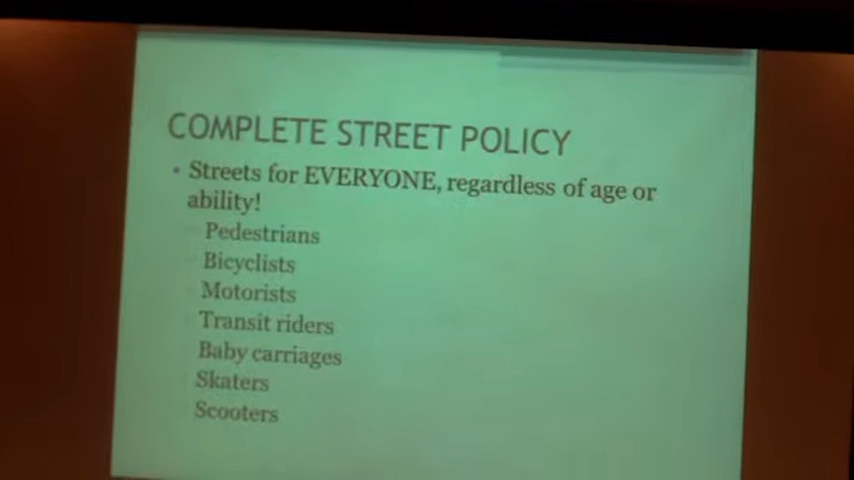 COMPLETE STREET POLICY
• Streets for EVERYONE, regardless of age or
ability!
Pedestrians
Bicyclists
Motorists
Transit riders
Baby carriages
Skaters
Scooters